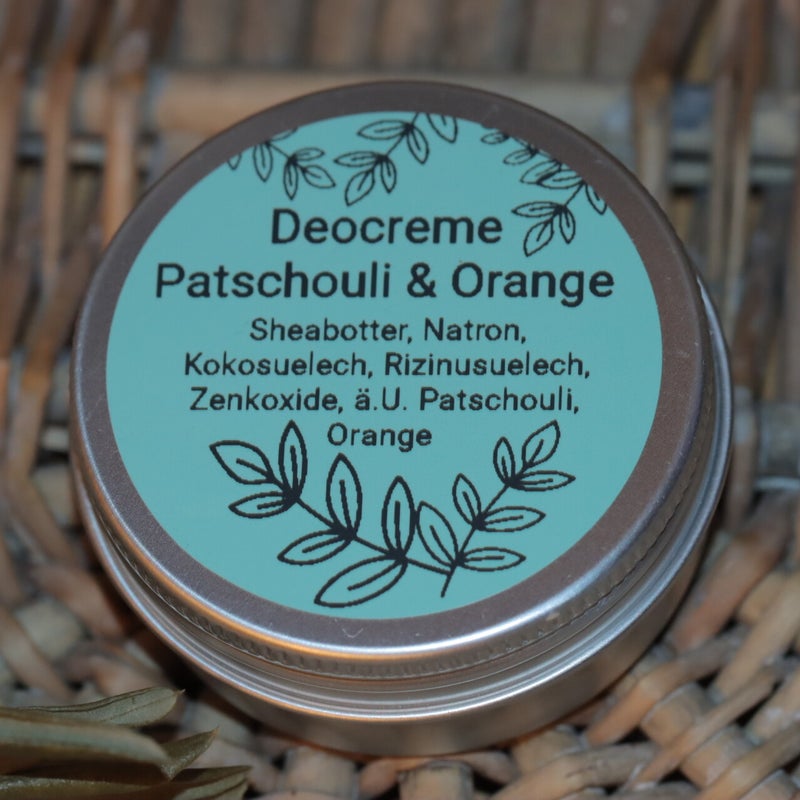 Deocreme
Patschouli & Orange
Sheabotter, Natron,
Kokosuelech, Rizinusuelech,
Zenkoxide, ä.U. Patschouli,
Orange